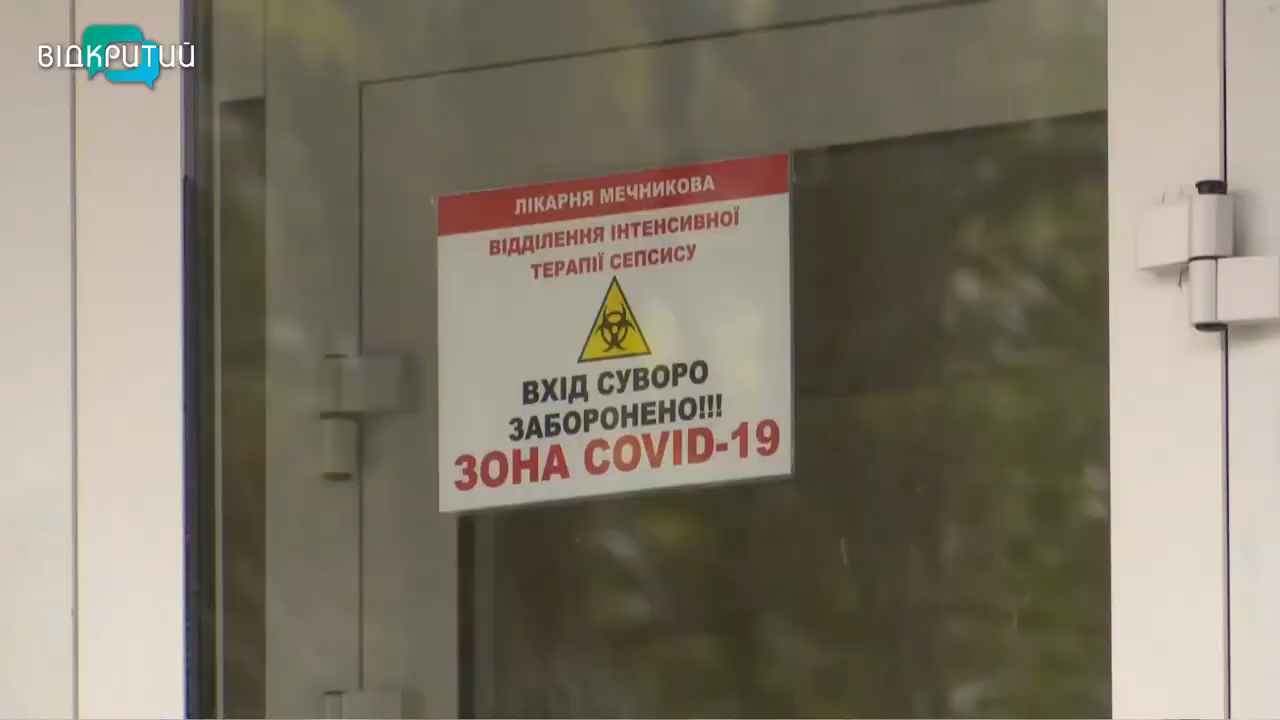 ВІДКРИТИЙ
ЛІКАРНЯ МЕЧНИКОВА
ВІДДІЛЕННЯ ІНТЕНСИВНОЇ
ТЕРАПІЇ СЕПСИСУ
ВХІД СУВОРО
ЗАБОРОНЕНО!!!
ЗОНА COVID-19